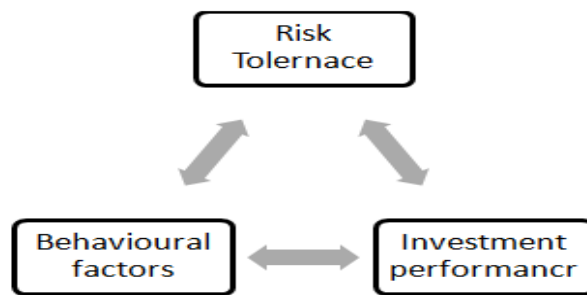 Risk
Tolernace
Behavioural
factors
Investment
performancr